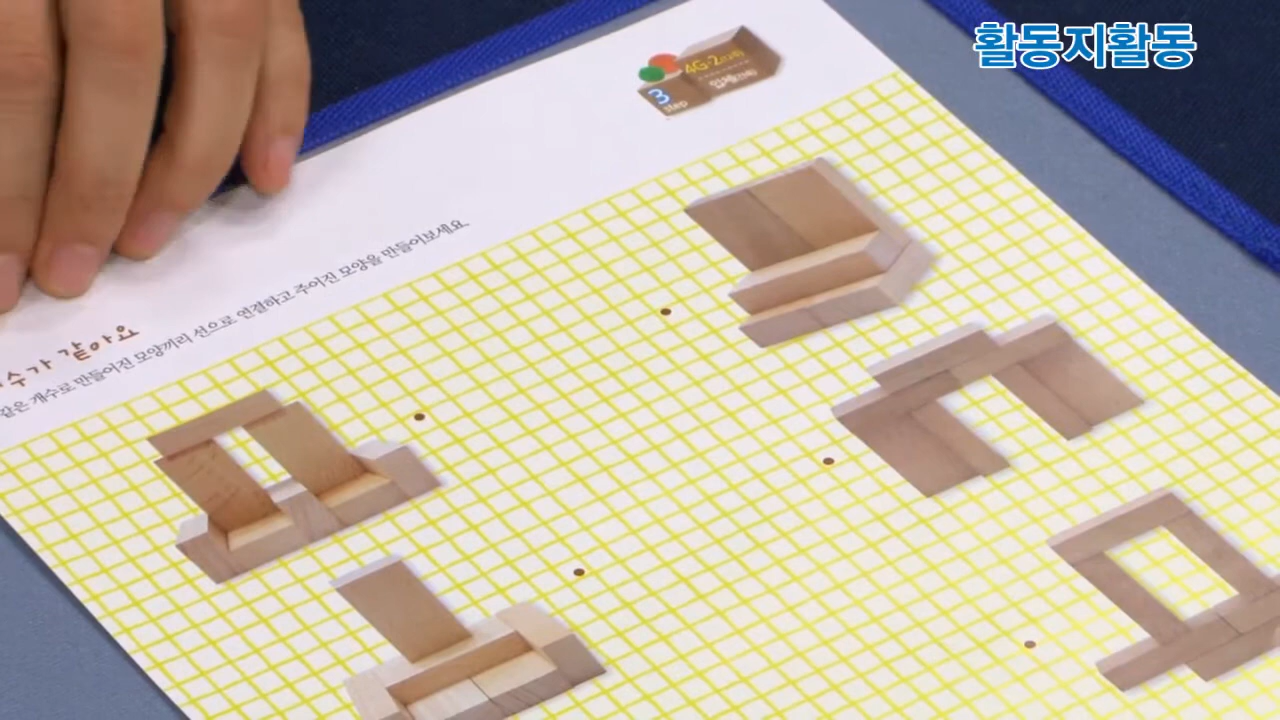 활동지활동
4G-2
3
step
수가 같아요
같은 개수로 만들어진 모양끼리 선으로 연결하고 주어진 모양을 만들어보세요.